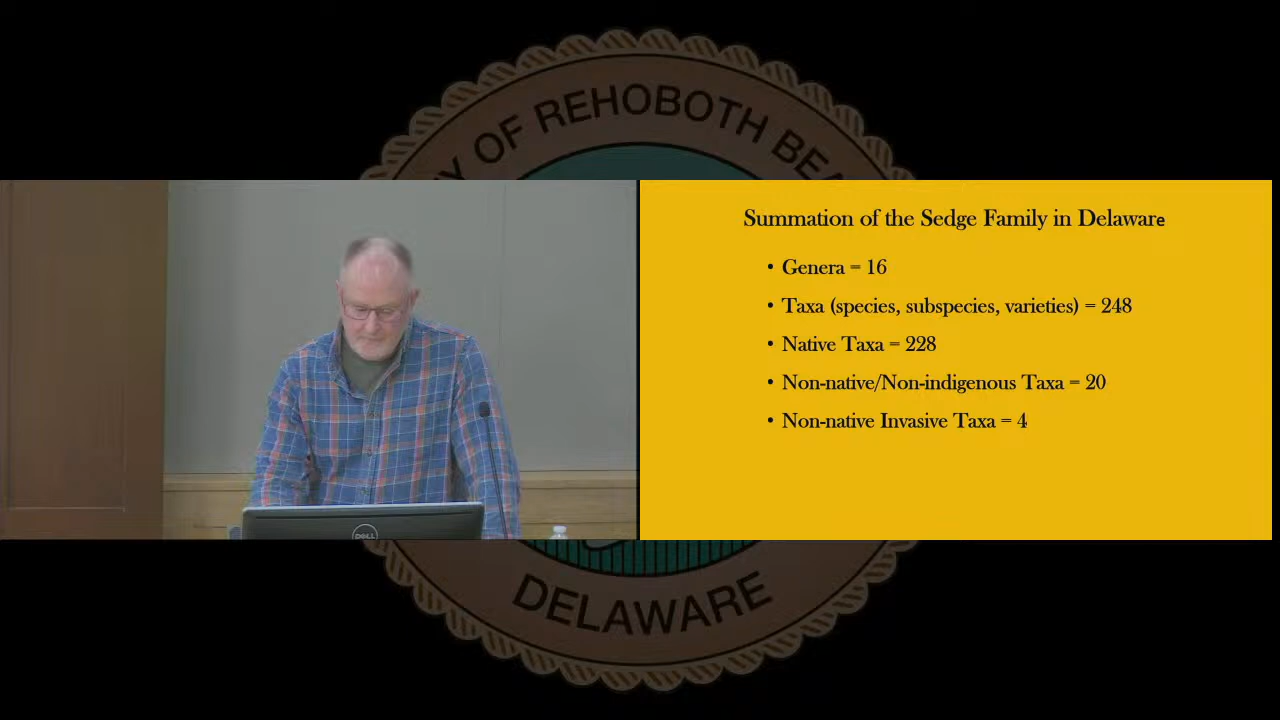 OF REHOBOTH
Summation of the Sedge Family in Delaware
• Genera = 16
• Taxa (species, subspecies, varieties) = 248
• Native Taxa = 228
• Non-native/Non-indigenous Taxa = 20
• Non-native Invasive Taxa = 4
DELL
DELAWARE